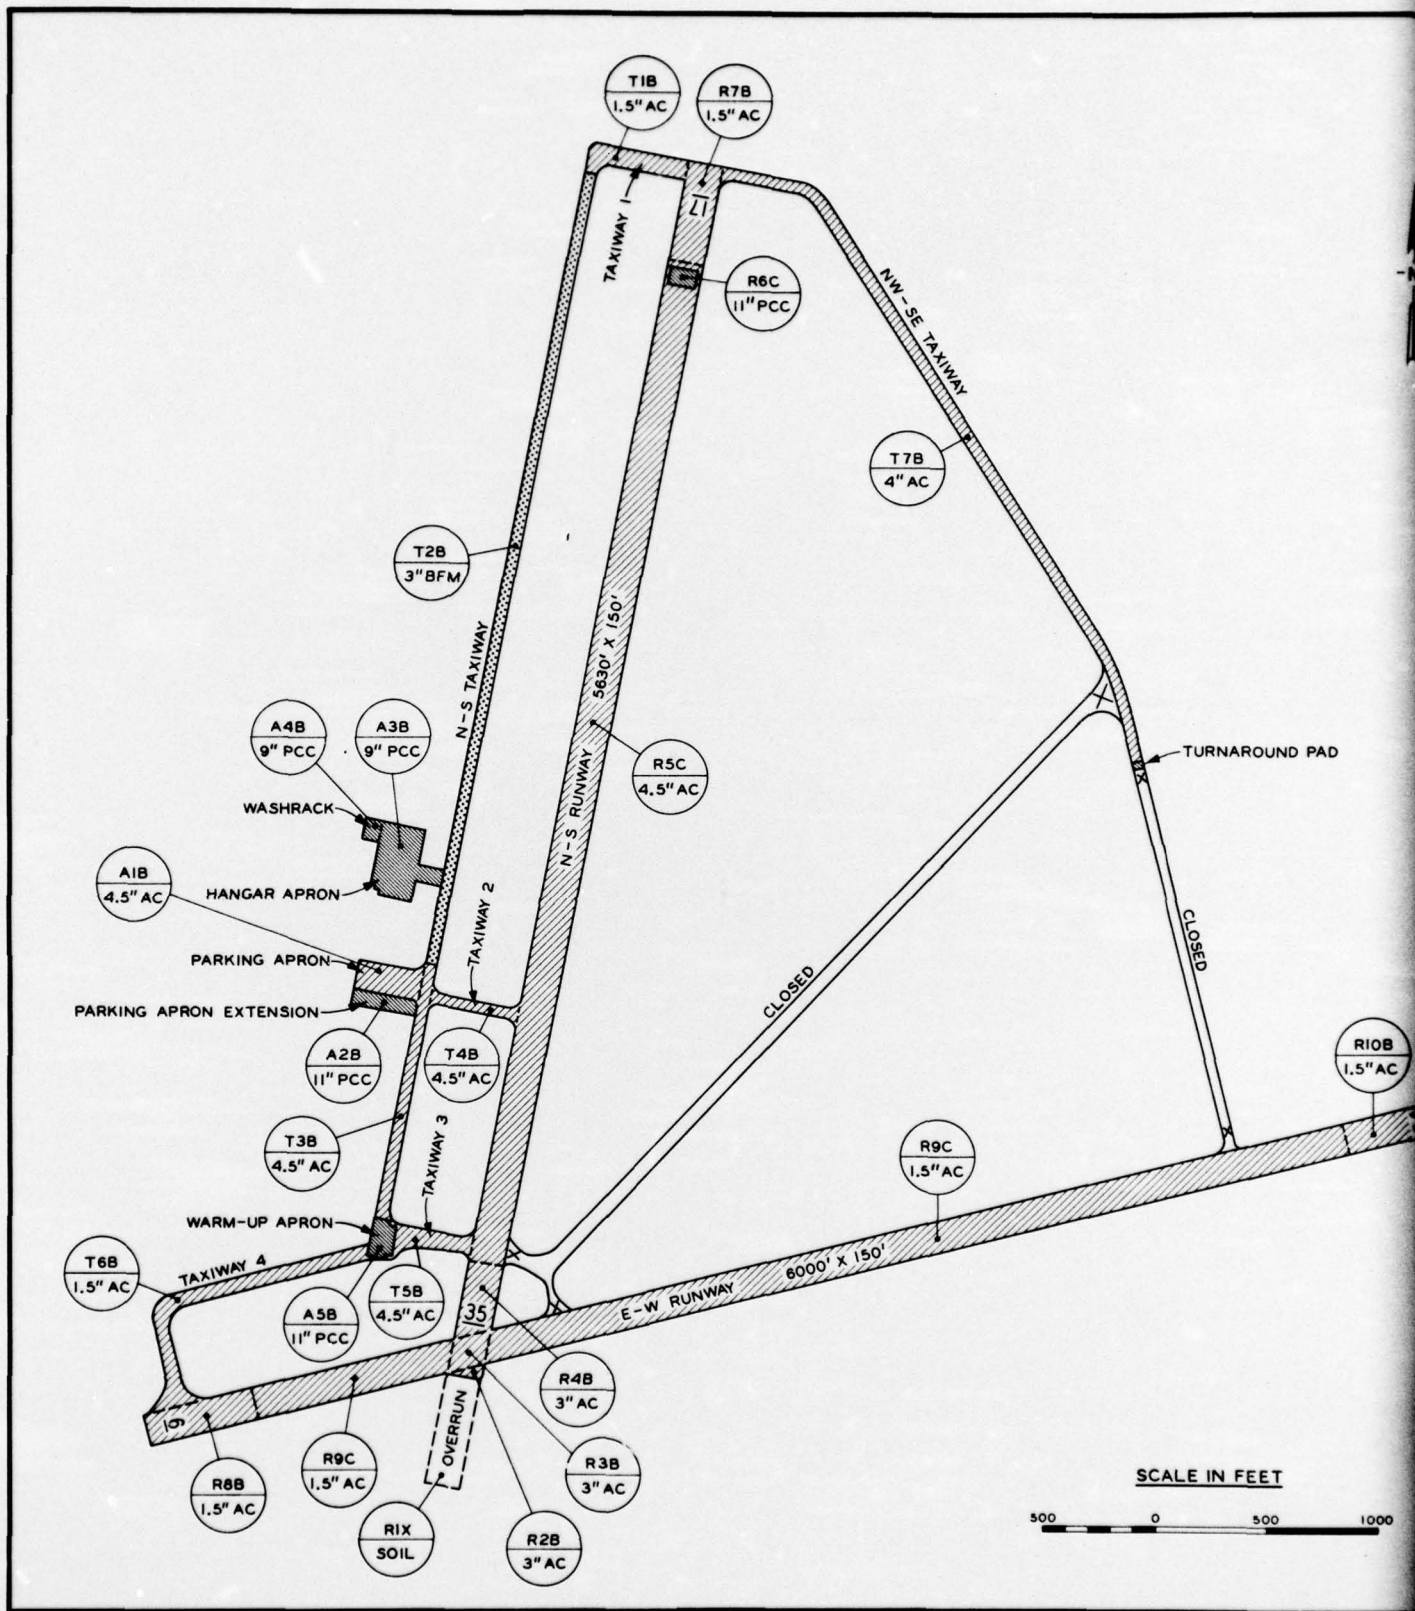 T1B
1.5" AC
R7B
1.5" AC
17
TAXIWAY 1
R6C
11" PCC
NW-SE TAXIWAY
T7B
4" AC
T2B
3" BFM
N-S TAXIWAY
5630' X 150'
N-S RUNWAY
A4B
9" PCC
A3B
9" PCC
R5C
4.5" AC
TURNAROUND PAD
WASHRACK
A1B
4.5" AC
HANGAR APRON
TAXIWAY 2
PARKING APRON
CLOSED
CLOSED
PARKING APRON EXTENSION
A2B
11" PCC
T4B
4.5" AC
R10B
1.5" AC
T3B
4.5" AC
TAXIWAY 3
R9C
1.5" AC
WARM-UP APRON
T6B
1.5" AC
TAXIWAY 4
A5B
11" PCC
T5B
4.5" AC
35
E-W RUNWAY
6000' X 150'
R4B
3" AC
9
OVERRUN
R8B
1.5" AC
R9C
1.5" AC
R3B
3" AC
R1X
SOIL
R2B
3" AC
SCALE IN FEET
500 0 500 1000